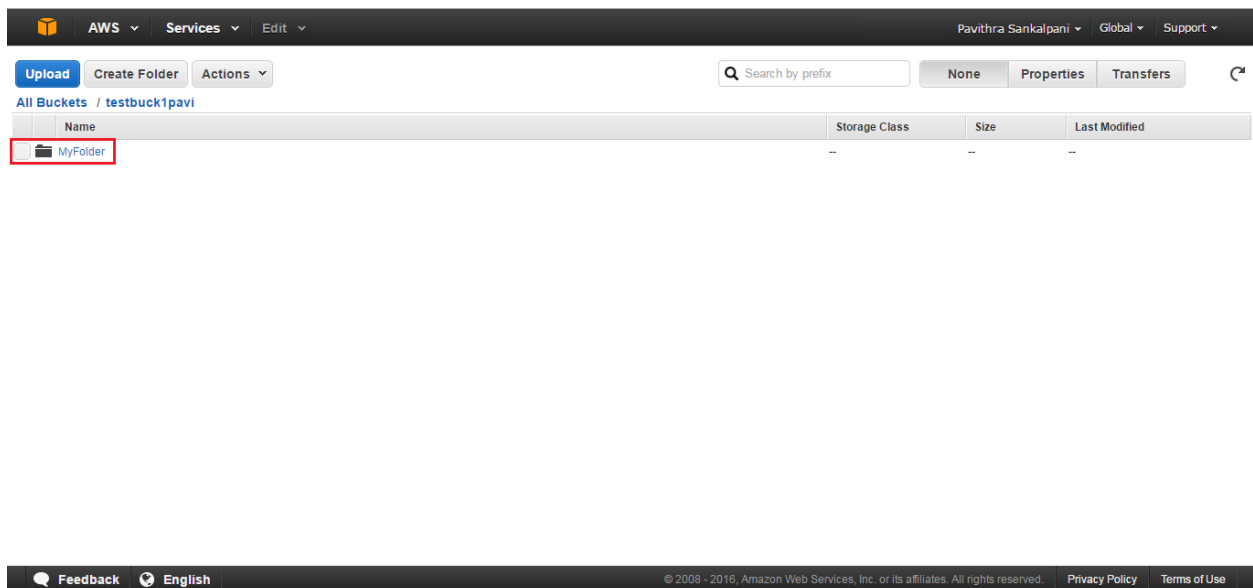 AWS Services Edit Pavithra Sankalpani Global Support
Upload Create Folder Actions Search by prefix None Properties Transfers
All Buckets / testbuck1pavi
Name Storage Class Size Last Modified
MyFolder -- -- --
Feedback English © 2008 - 2016, Amazon Web Services, Inc. or its affiliates. All rights reserved. Privacy Policy Terms of Use